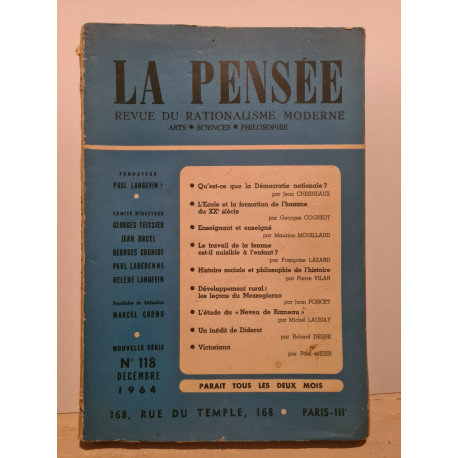 LA PENSÉE
REVUE DU RATIONALISME MODERNE
ARTS • SCIENCES • PHILOSOPHIE
FONDATEUR
PAUL LANGEVIN †
COMITÉ DIRECTEUR
GEORGES TEISSIER
JEAN ORCEL
GEORGES COGNIOT
PAUL LABERENNE
HELENE LANGEVIN
Secrétaire de Rédaction
MARCEL CORNU
NOUVELLE SÉRIE
N° 118
DECEMBRE
1964
• Qu'est-ce que la Démocratie nationale ?
par Jean CHESNEAUX
• L'Ecole et la formation de l'homme
du XXe siècle
par Georges COGNIOT
• Enseignant et enseigné
par Maurice MOUILLAUD
• Le travail de la femme
est-il nuisible à l'enfant ?
par Françoise LAZARD
• Histoire sociale et philosophie de l'histoire
par Pierre VILAR
• Développement rural :
les leçons du Mezzogiorno
par Jean PONCET
• L'étude du « Neveu de Rameau »
par Michel LAUNAY
• Un inédit de Diderot
par Roland DESNE
• Victoriana
par Paul MEIER
PARAIT TOUS LES DEUX MOIS
168, RUE DU TEMPLE, 168 • PARIS-IIIe